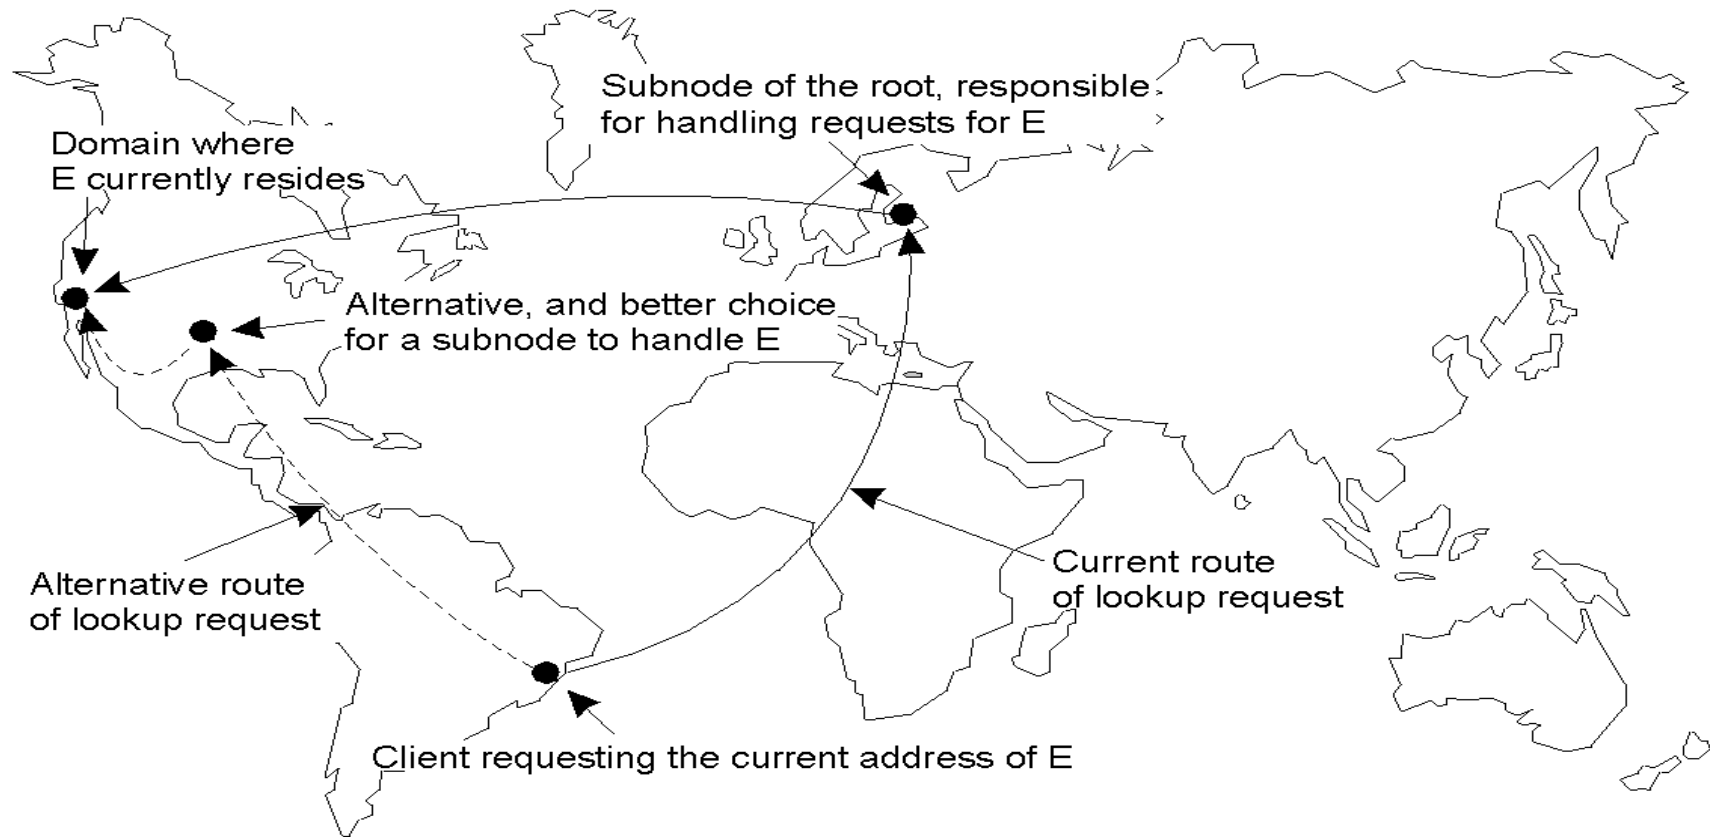 Subnode of the root, responsible
for handling requests for E
Domain where
E currently resides
Alternative, and better choice
for a subnode to handle E
Alternative route
of lookup request
Current route
of lookup request
Client requesting the current address of E